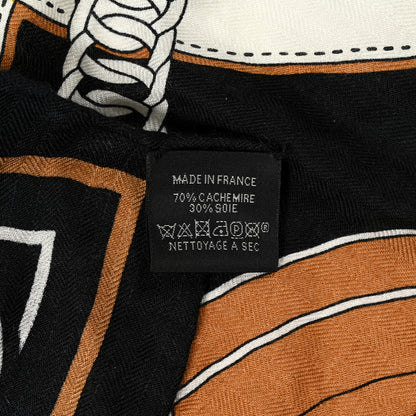 MADE IN FRANCE
70% CACHEMIRE
30% SOIE
NETTOYAGE A SEC